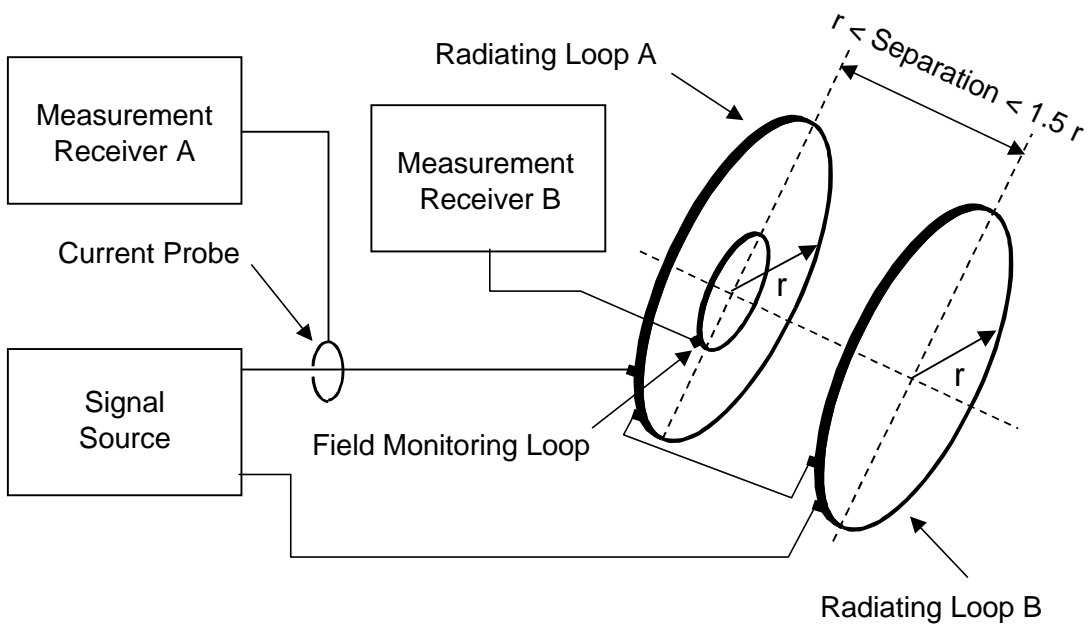 r < Separation < 1.5 r
Radiating Loop A
Measurement
Receiver A
Measurement
Receiver B
Current Probe
r
r
Signal
Source
Field Monitoring Loop
Radiating Loop B